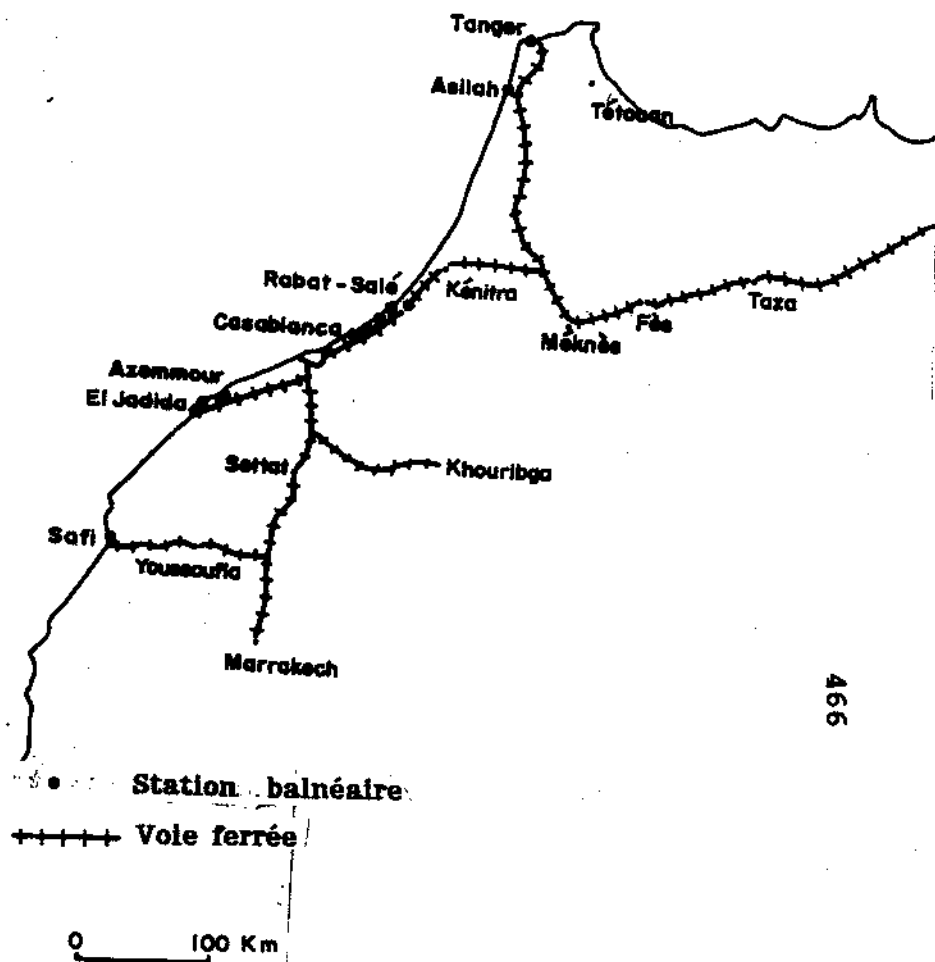 Tanger
Asilah
Tétouan
Rabat - Salé
Kénitra
Casablanca
Taza
Fès
Méknès
Azemmour
El Jadida
Settat
Khouribga
Safi
Youssoufia
Marrakech
466
Station balnéaire
Voie ferrée
0 100 Km